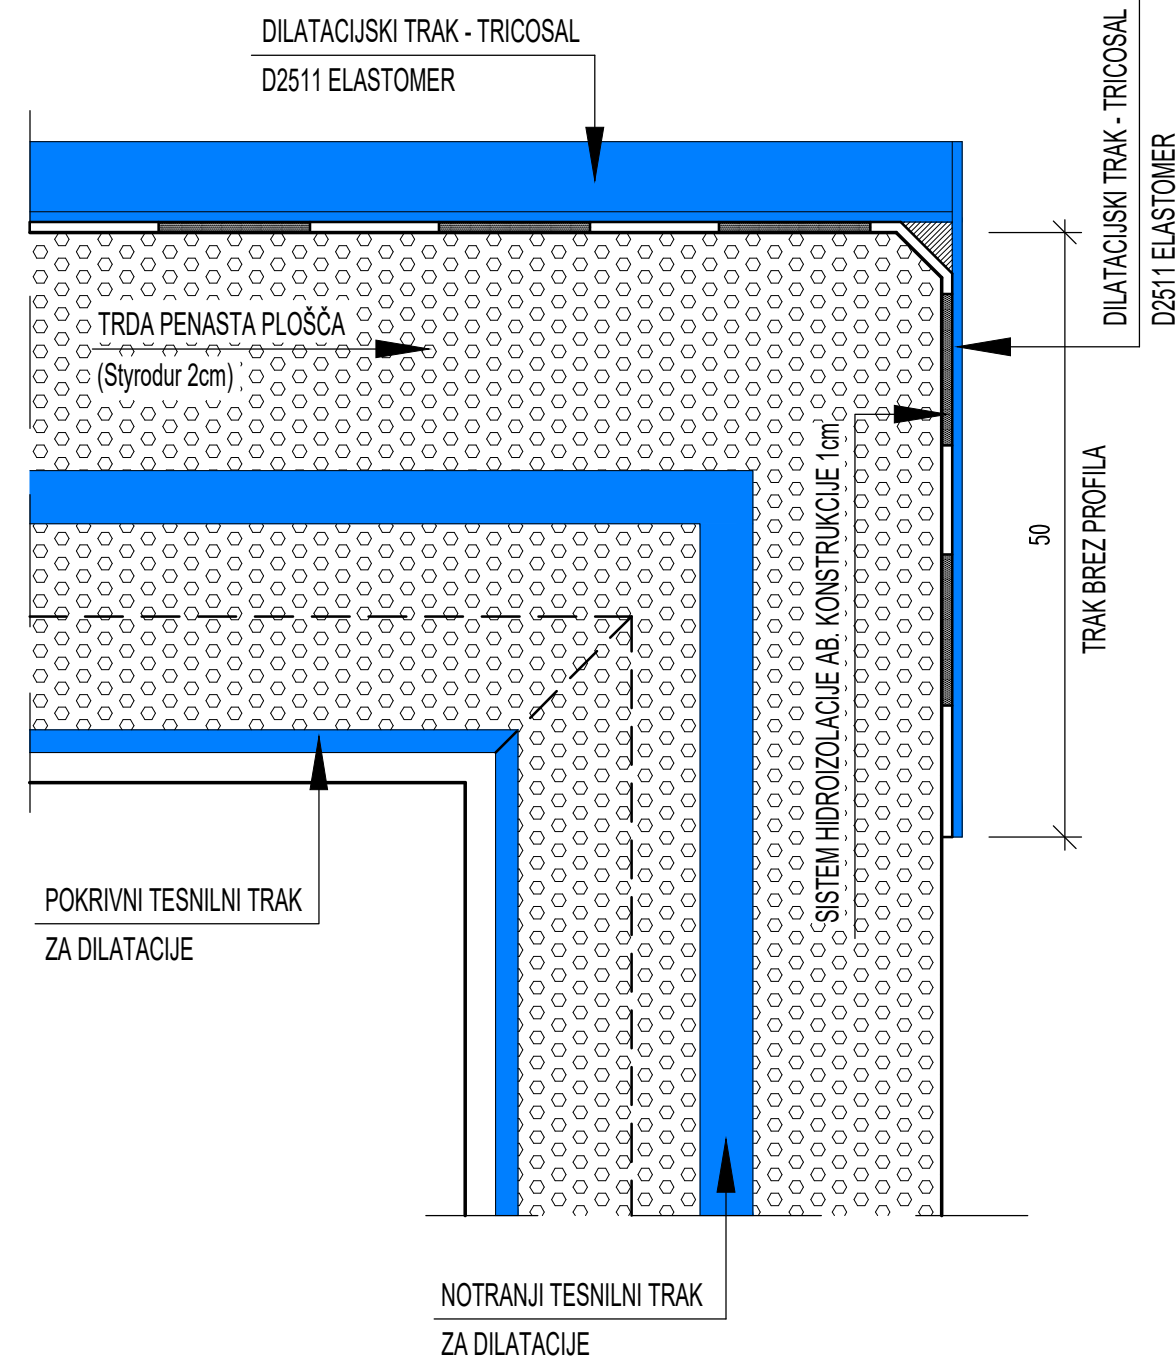 DILATACIJSKI TRAK - TRICOSAL
D2511 ELASTOMER
DILATACIJSKI TRAK - TRICOSAL
D2511 ELASTOMER
TRDA PENASTA PLOŠČA
(Styrodur 2cm)
SISTEM HIDROIZOLACIJE AB. KONSTRUKCIJE 1cm
50
TRAK BREZ PROFILA
POKRIVNI TESNILNI TRAK
ZA DILATACIJE
NOTRANJI TESNILNI TRAK
ZA DILATACIJE